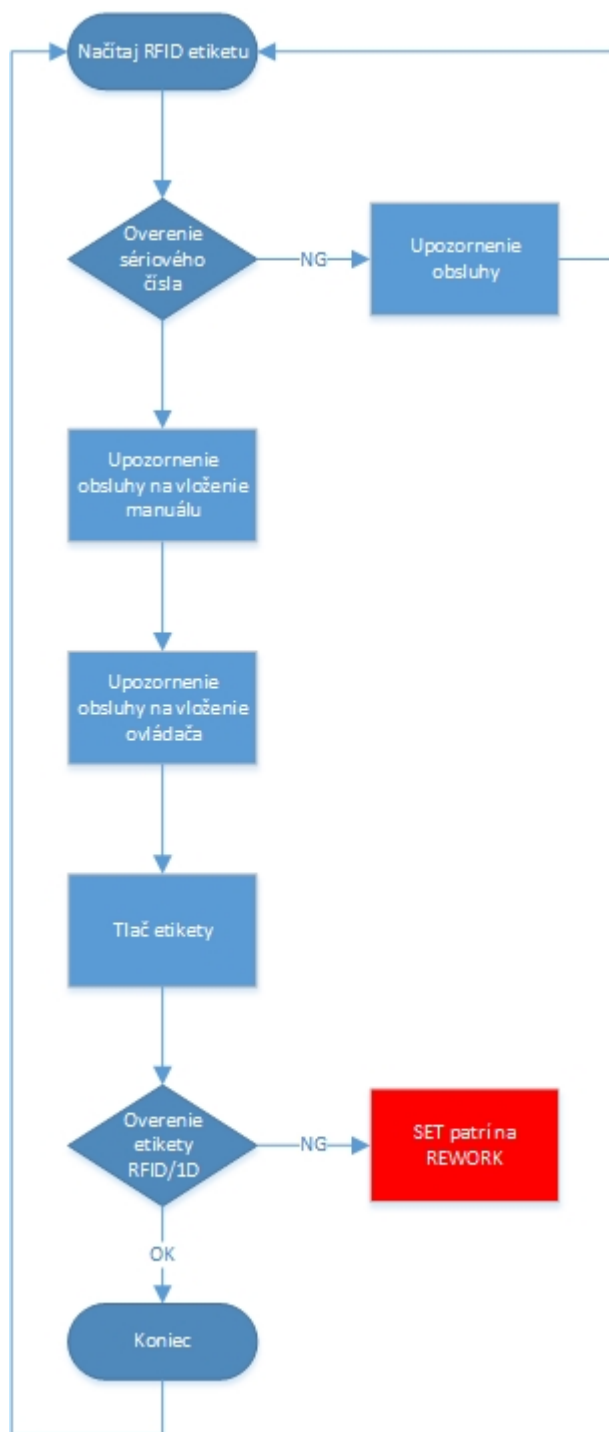 Načítaj RFID etiketu
Overenie
sériového
čísla
NG
Upozornenie
obsluhy
Upozornenie
obsluhy na vloženie
manuálu
Upozornenie
obsluhy na vloženie
ovládača
Tlač etikety
Overenie
etikety
RFID/1D
NG
SET patrí na
REWORK
OK
Koniec